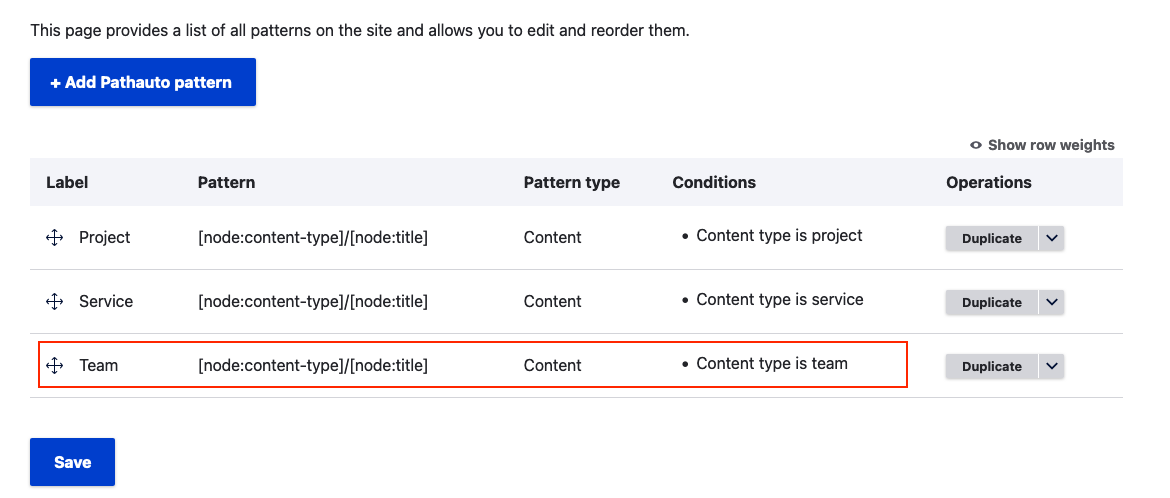 This page provides a list of all patterns on the site and allows you to edit and reorder them.
+ Add Pathauto pattern
Show row weights
Label Pattern Pattern type Conditions Operations
Project [node:content-type]/[node:title] Content • Content type is project Duplicate
Service [node:content-type]/[node:title] Content • Content type is service Duplicate
Team [node:content-type]/[node:title] Content • Content type is team Duplicate
Save